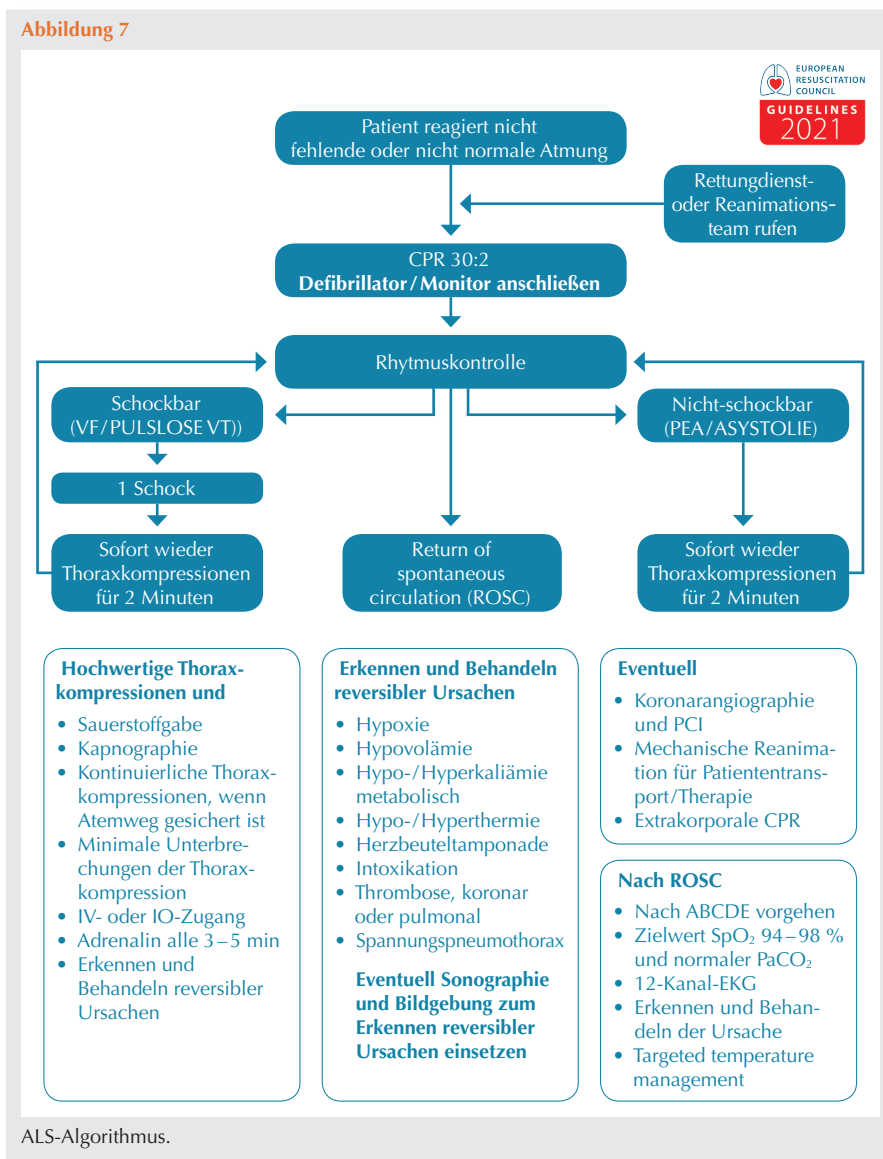 Abbildung 7
EUROPEAN
RESUSCITATION
COUNCIL
GUIDELINES
2021
Patient reagiert nicht
fehlende oder nicht normale Atmung
Rettungdienst-
oder Reanimations-
team rufen
CPR 30:2
Defibrillator/Monitor anschließen
Rhytmuskontrolle
Schockbar
(VF/PULSLOSE VT))
Nicht-schockbar
(PEA/ASYSTOLIE)
1 Schock
Sofort wieder
Thoraxkompressionen
für 2 Minuten
Return of
spontaneous
circulation (ROSC)
Sofort wieder
Thoraxkompressionen
für 2 Minuten
Hochwertige Thorax-
kompressionen und
• Sauerstoffgabe
• Kapnographie
• Kontinuierliche Thorax-
kompressionen, wenn
Atemweg gesichert ist
• Minimale Unterbre-
chungen der Thorax-
kompression
• IV- oder IO-Zugang
• Adrenalin alle 3–5 min
• Erkennen und
Behandeln reversibler
Ursachen
Erkennen und Behandeln
reversibler Ursachen
• Hypoxie
• Hypovolämie
• Hypo-/Hyperkaliämie
metabolisch
• Hypo-/Hyperthermie
• Herzbeuteltamponade
• Intoxikation
• Thrombose, koronar
oder pulmonal
• Spannungspneumothorax
Eventuell Sonographie
und Bildgebung zum
Erkennen reversibler
Ursachen einsetzen
Eventuell
• Koronarangiographie
und PCI
• Mechanische Reanima-
tion für Patiententrans-
port/Therapie
• Extrakorporale CPR
Nach ROSC
• Nach ABCDE vorgehen
• Zielwert SpO₂ 94–98 %
und normaler PaCO₂
• 12-Kanal-EKG
• Erkennen und Behan-
deln der Ursache
• Targeted temperature
management
ALS-Algorithmus.